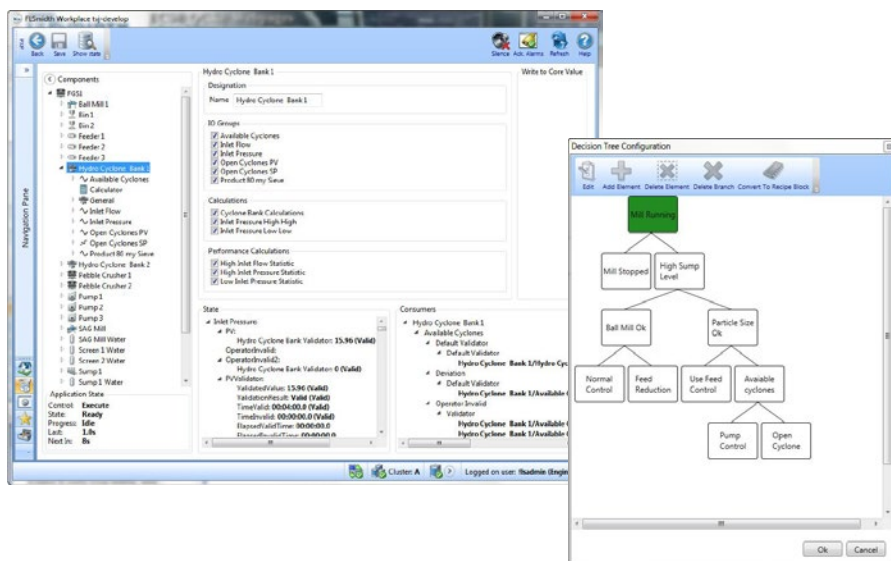 FLSmidth Workplace tsj-develop
Back
Save
Show state
Silence
Ack. Alarms
Refresh
Help
Navigation Pane
Components
FGSI
Ball Mill 1
Bin 1
Bin 2
Feeder 1
Feeder 2
Feeder 3
Hydro Cyclone Bank 1
Available Cyclones
Calculator
General
Inlet Flow
Inlet Pressure
Open Cyclones PV
Open Cyclones SP
Product 80 my Sieve
Hydro Cyclone Bank 2
Pebble Crusher 1
Pebble Crusher 2
Pump 1
Pump 2
Pump 3
SAG Mill
SAG Mill Water
Screen 1 Water
Screen 2 Water
Sump 1
Sump 1 Water
Application State
Control: Execute
State: Ready
Progress: Idle
Last: 1.0s
Next in: 8s
Hydro Cyclone Bank 1
Designation
Name Hydro Cyclone Bank 1
IO Groups
Available Cyclones
Inlet Flow
Inlet Pressure
Open Cyclones PV
Open Cyclones SP
Product 80 my Sieve
Calculations
Cyclone Bank Calculations
Inlet Pressure High High
Inlet Pressure Low Low
Performance Calculations
High Inlet Flow Statistic
High Inlet Pressure Statistic
Low Inlet Pressure Statistic
Write to Core Value
State
Inlet Pressure
PV:
Hydro Cyclone Bank Validator: 15.96 (Valid)
OperatorInvalid:
OperatorInvalid2:
Hydro Cyclone Bank Validator: 0 (Valid)
PVValidator:
ValidatedValue: 15.96 (Valid)
ValidationResult: Valid (Valid)
TimeValid: 00:04:00.0 (Valid)
TimeInvalid: 00:00:00.0 (Valid)
ElapsedValidTime: 00:00:00.0
ElapsedInvalidTime: 00:00:00.0
Consumers
Hydro Cyclone Bank 1
Available Cyclones
Default Validator
Default Validator
Hydro Cyclone Bank 1/Hydro Cyc
Deviation
Default Validator
Hydro Cyclone Bank 1/Available C
Operator Invalid
Validator
Hydro Cyclone Bank 1/Available C
Hydro Cyclone Bank 1/Available C
Cluster: A
Logged on user: flsadmin (Engin
Decision Tree Configuration
Edit
Add Element
Delete Element
Delete Branch
Convert To Recipe Block
Mill Running
Mill Stopped
High Sump
Level
Ball Mill Ok
Particle Size
Ok
Normal
Control
Feed
Reduction
Use Feed
Control
Avaiable
cyclones
Pump
Control
Open
Cyclone
Ok
Cancel